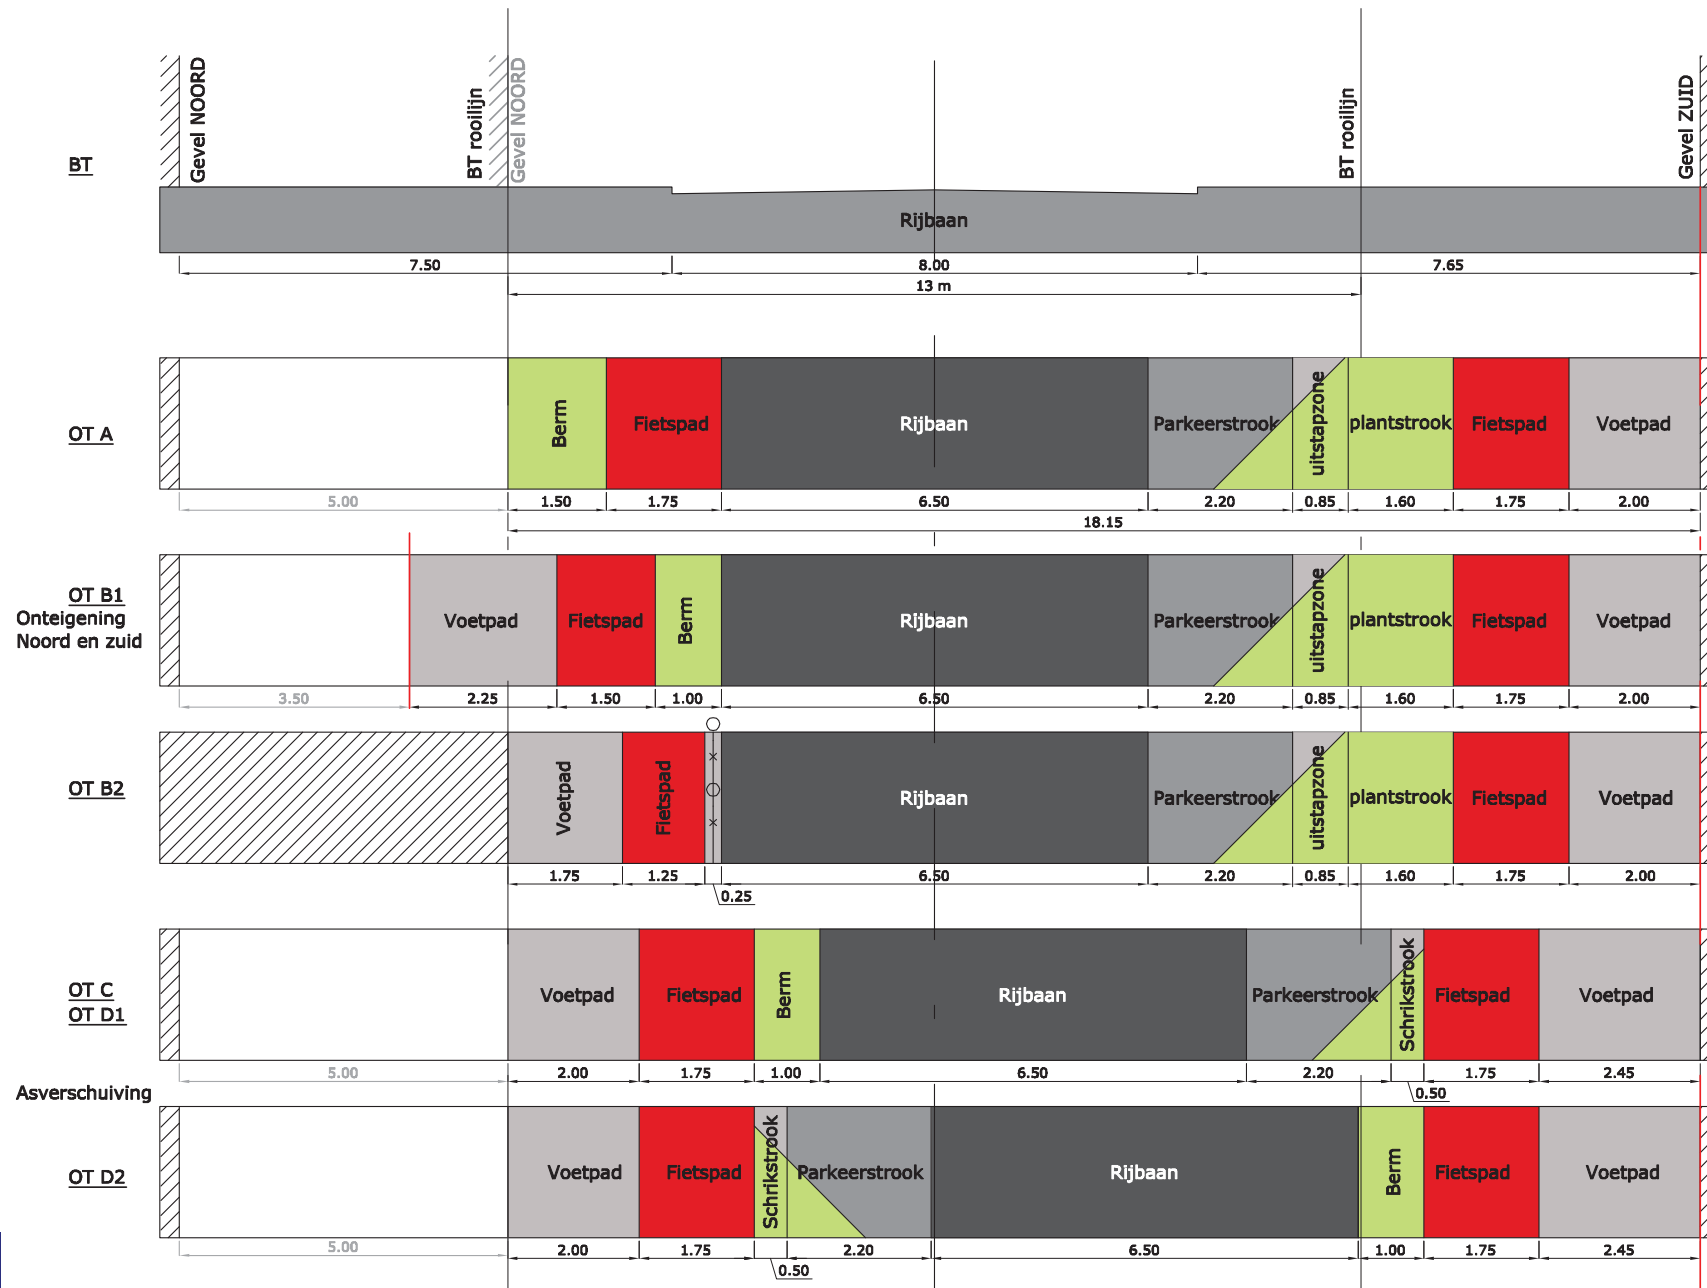 Gevel NOORD
BT rooilijn
Gevel NOORD
BT rooilijn
Gevel ZUID
BT
Rijbaan
7.50 8.00 7.65
13 m
OT A
Berm Fietspad Rijbaan Parkeerstrook uitstapzone plantstrook Fietspad Voetpad
5.00 1.50 1.75 6.50 2.20 0.85 1.60 1.75 2.00
18.15
OT B1
Onteigening
Noord en zuid
Voetpad Fietspad Berm Rijbaan Parkeerstrook uitstapzone plantstrook Fietspad Voetpad
3.50 2.25 1.50 1.00 6.50 2.20 0.85 1.60 1.75 2.00
OT B2
Voetpad Fietspad Rijbaan Parkeerstrook uitstapzone plantstrook Fietspad Voetpad
1.75 1.25 6.50 2.20 0.85 1.60 1.75 2.00
0.25
OT C
OT D1
Voetpad Fietspad Berm Rijbaan Parkeerstrook Schrikstrook Fietspad Voetpad
5.00 2.00 1.75 1.00 6.50 2.20 1.75 2.45
0.50
Asverschuiving
OT D2
Voetpad Fietspad Schrikstrook Parkeerstrook Rijbaan Berm Fietspad Voetpad
5.00 2.00 1.75 2.20 6.50 1.00 1.75 2.45
0.50